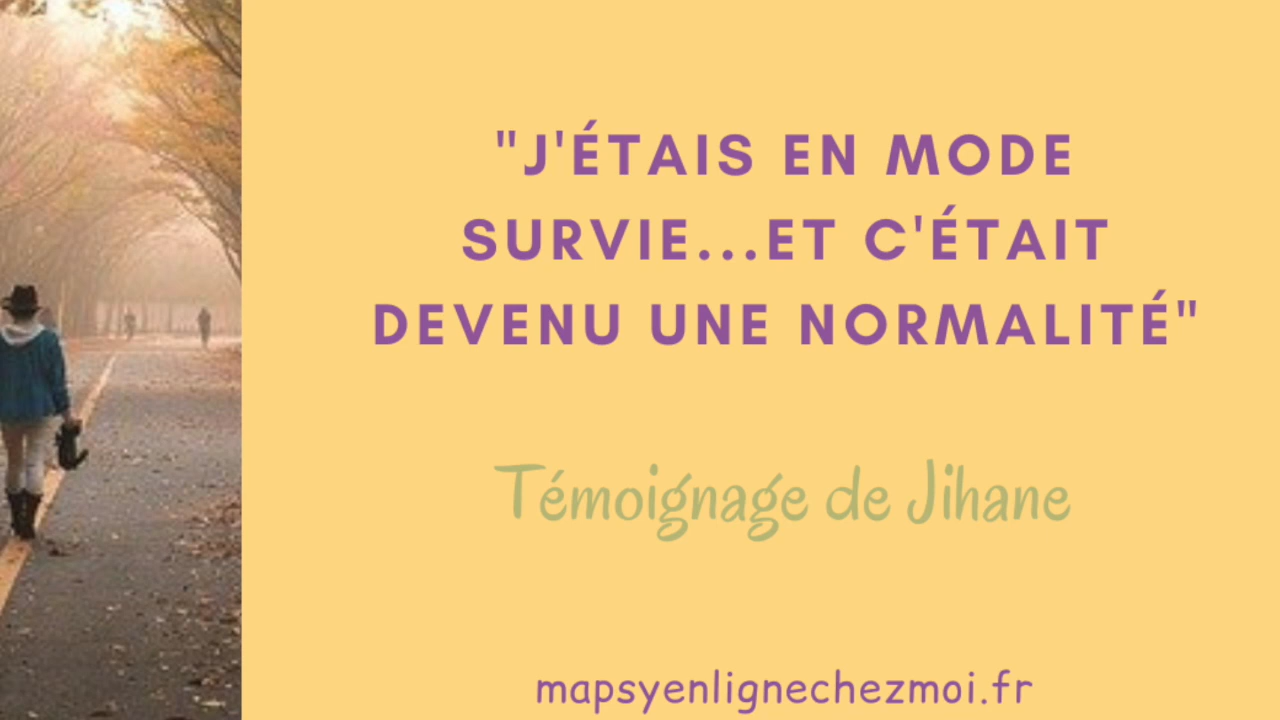 "J'ÉTAIS EN MODE
SURVIE...ET C'ÉTAIT
DEVENU UNE NORMALITÉ"
Témoignage de Jihane
mapsyenlignechezmoi.fr